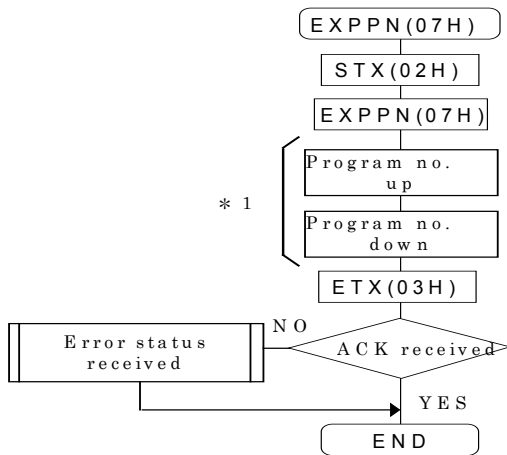 EXPPN(07H)
STX(02H)
EXPPN(07H)
Program no.
up
* 1
Program no.
down
ETX(03H)
NO
Error status
received
ACK received
YES
END